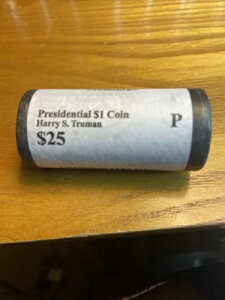 Presidential $1 Coin
Harry S. Truman
$25
P